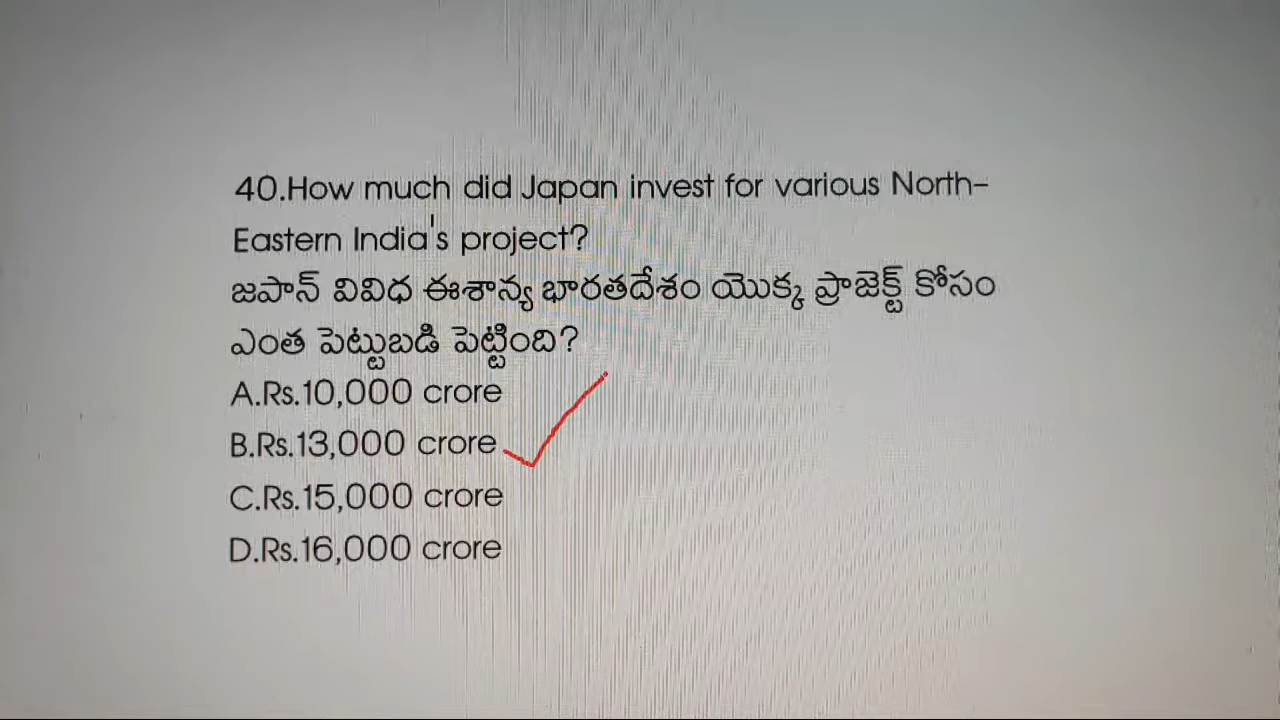 40.How much did Japan invest for various North-
Eastern India's project?
జపాన్ వివిధ ఈశాన్య భారతదేశం యొక్క ప్రాజెక్ట్ కోసం
ఎంత పెట్టుబడి పెట్టింది?
A.Rs.10,000 crore
B.Rs.13,000 crore
C.Rs.15,000 crore
D.Rs.16,000 crore